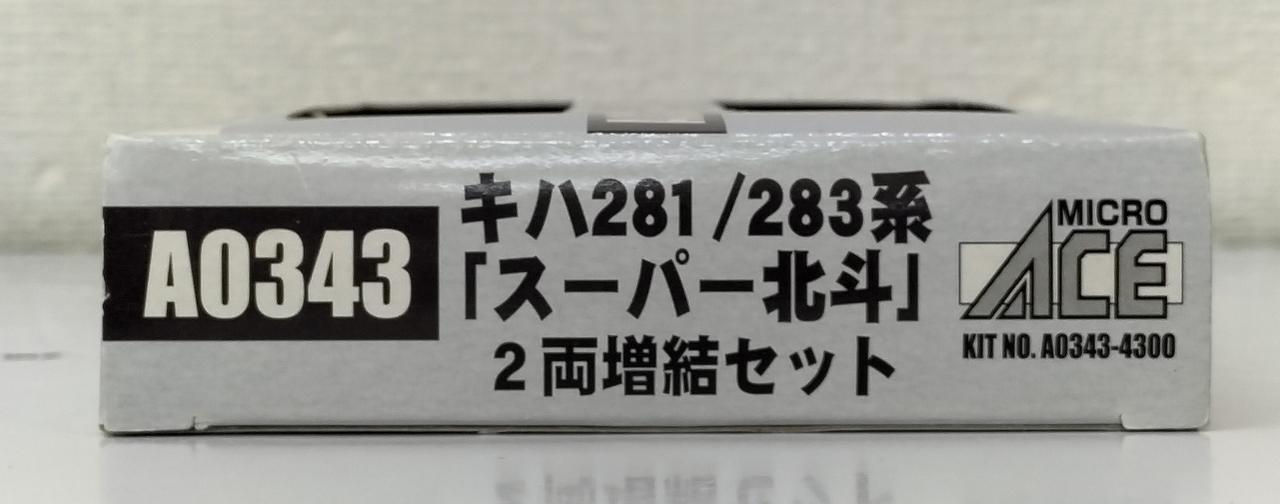 A0343
キハ281/283系
「スーパー北斗」
2両増結セット
MICRO
ACE
KIT NO. A0343-4300